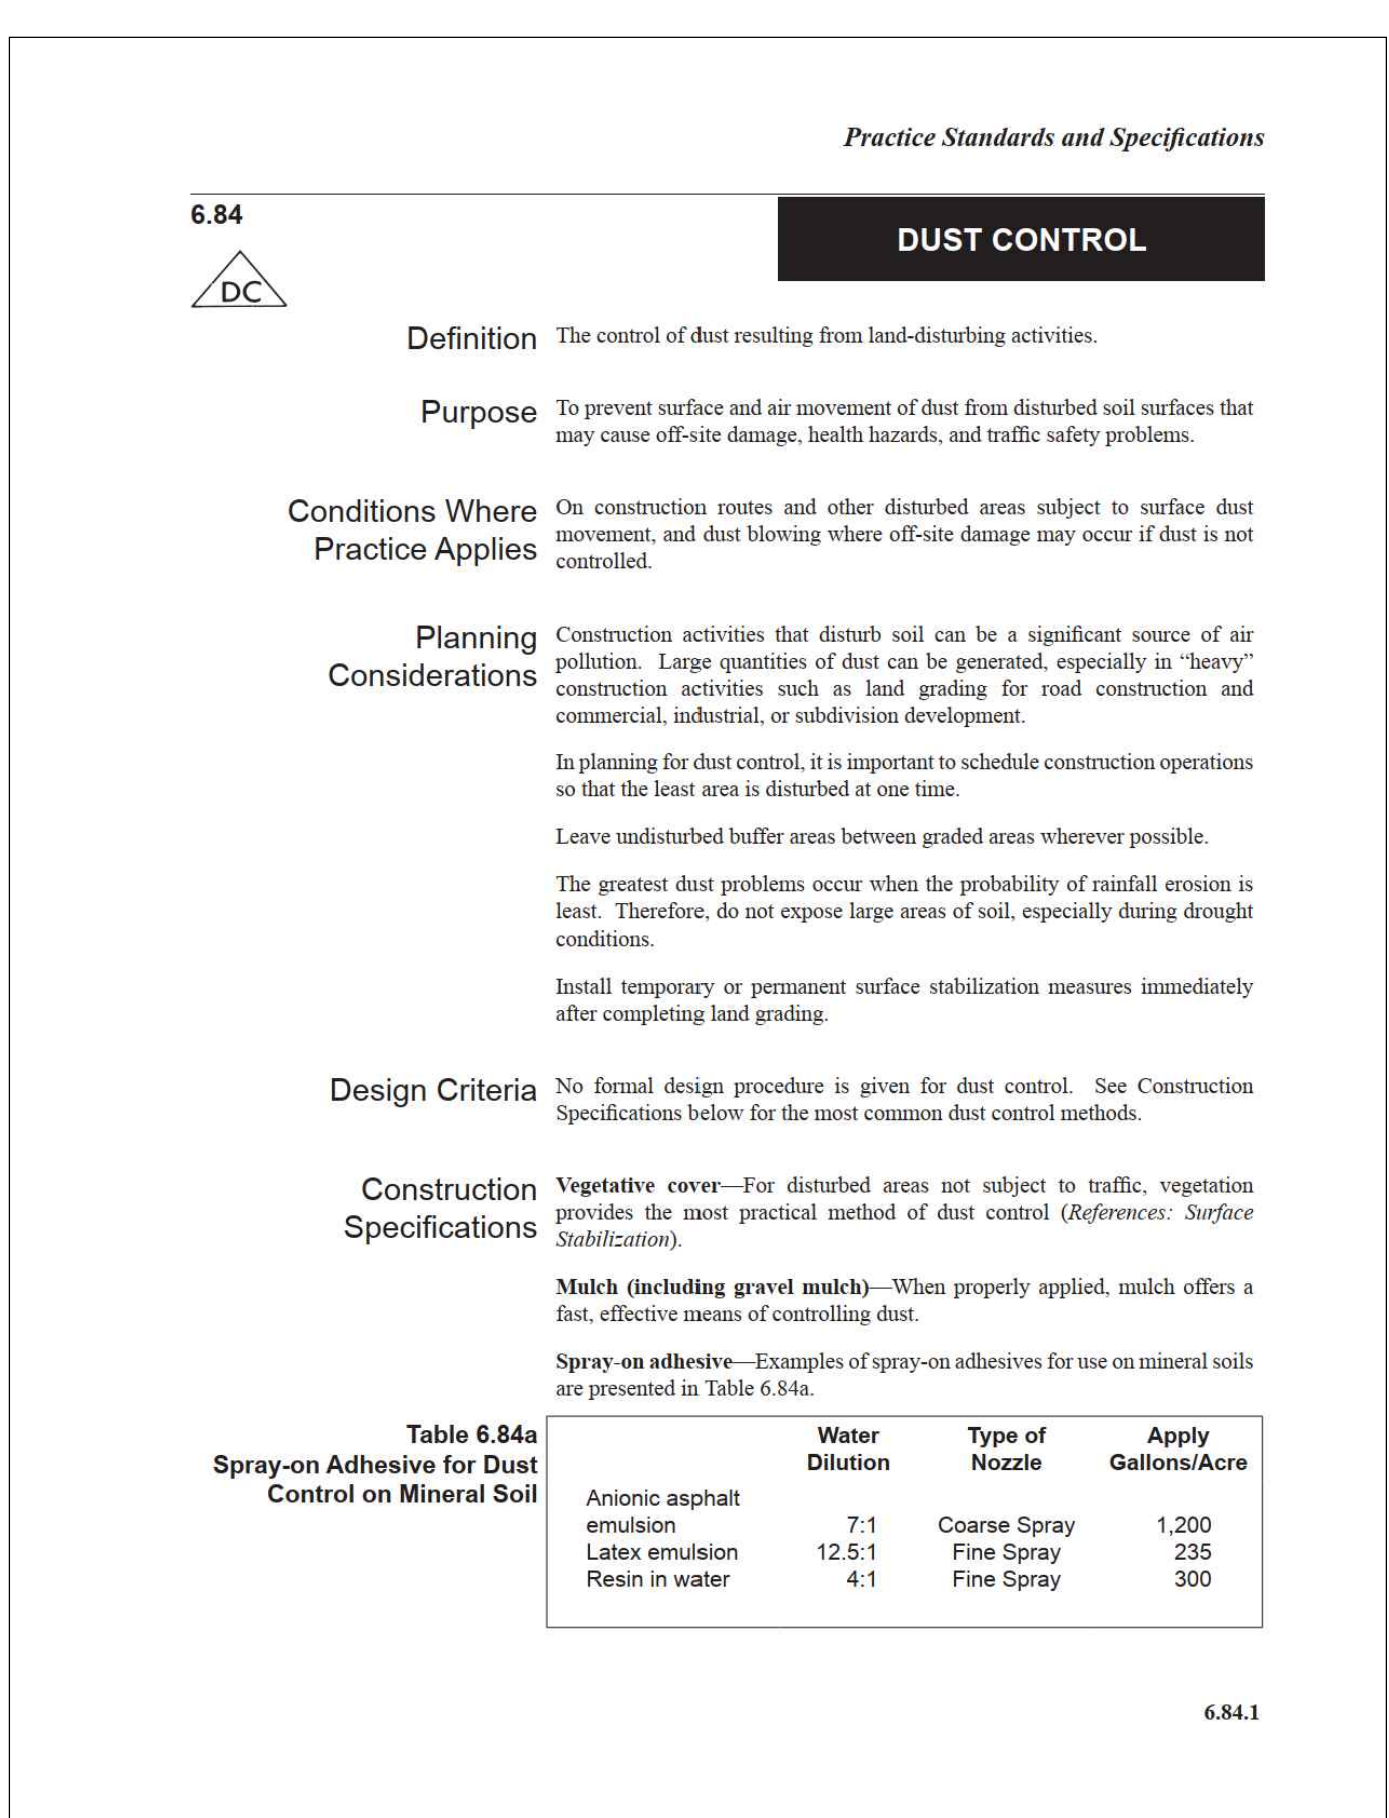 Practice Standards and Specifications
6.84
DUST CONTROL
DC
Definition
The control of dust resulting from land-disturbing activities.
Purpose
To prevent surface and air movement of dust from disturbed soil surfaces that
may cause off-site damage, health hazards, and traffic safety problems.
Conditions Where
Practice Applies
On construction routes and other disturbed areas subject to surface dust
movement, and dust blowing where off-site damage may occur if dust is not
controlled.
Planning
Considerations
Construction activities that disturb soil can be a significant source of air
pollution. Large quantities of dust can be generated, especially in “heavy”
construction activities such as land grading for road construction and
commercial, industrial, or subdivision development.
In planning for dust control, it is important to schedule construction operations
so that the least area is disturbed at one time.
Leave undisturbed buffer areas between graded areas wherever possible.
The greatest dust problems occur when the probability of rainfall erosion is
least. Therefore, do not expose large areas of soil, especially during drought
conditions.
Install temporary or permanent surface stabilization measures immediately
after completing land grading.
Design Criteria
No formal design procedure is given for dust control. See Construction
Specifications below for the most common dust control methods.
Construction
Specifications
Vegetative cover—For disturbed areas not subject to traffic, vegetation
provides the most practical method of dust control (References: Surface
Stabilization).
Mulch (including gravel mulch)—When properly applied, mulch offers a
fast, effective means of controlling dust.
Spray-on adhesive—Examples of spray-on adhesives for use on mineral soils
are presented in Table 6.84a.
Table 6.84a
Spray-on Adhesive for Dust
Control on Mineral Soil
Water Type of Apply
Dilution Nozzle Gallons/Acre
Anionic asphalt
emulsion 7:1 Coarse Spray 1,200
Latex emulsion 12.5:1 Fine Spray 235
Resin in water 4:1 Fine Spray 300
6.84.1